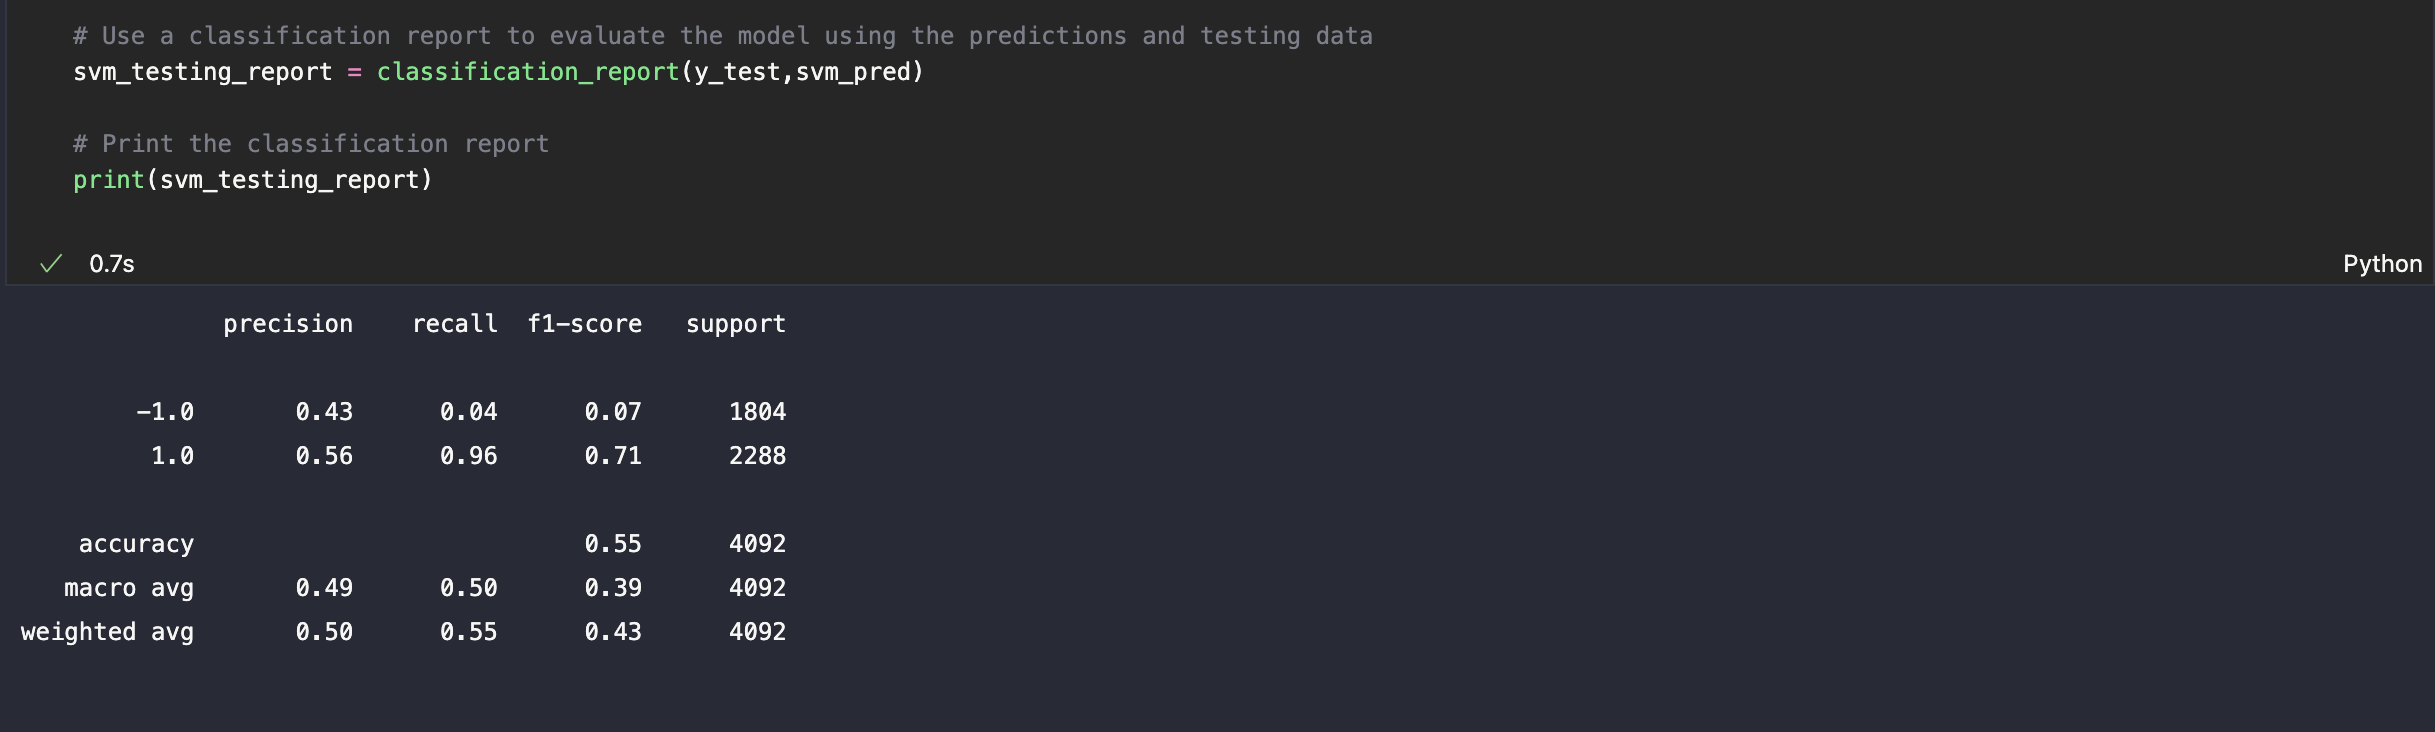 # Use a classification report to evaluate the model using the predictions and testing data
svm_testing_report = classification_report(y_test,svm_pred)
# Print the classification report
print(svm_testing_report)
0.7s Python
precision recall f1-score support
-1.0 0.43 0.04 0.07 1804
1.0 0.56 0.96 0.71 2288
accuracy 0.55 4092
macro avg 0.49 0.50 0.39 4092
weighted avg 0.50 0.55 0.43 4092